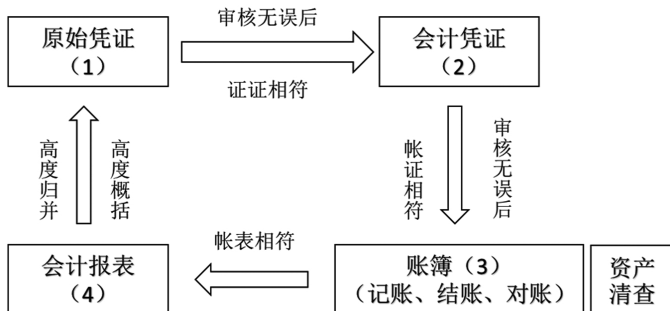 审核无误后
原始凭证
（1）
会计凭证
（2）
证证相符
高度归并
高度概括
帐证相符
审核无误后
帐表相符
会计报表
（4）
账簿（3）
（记账、结账、对账）
资产
清查